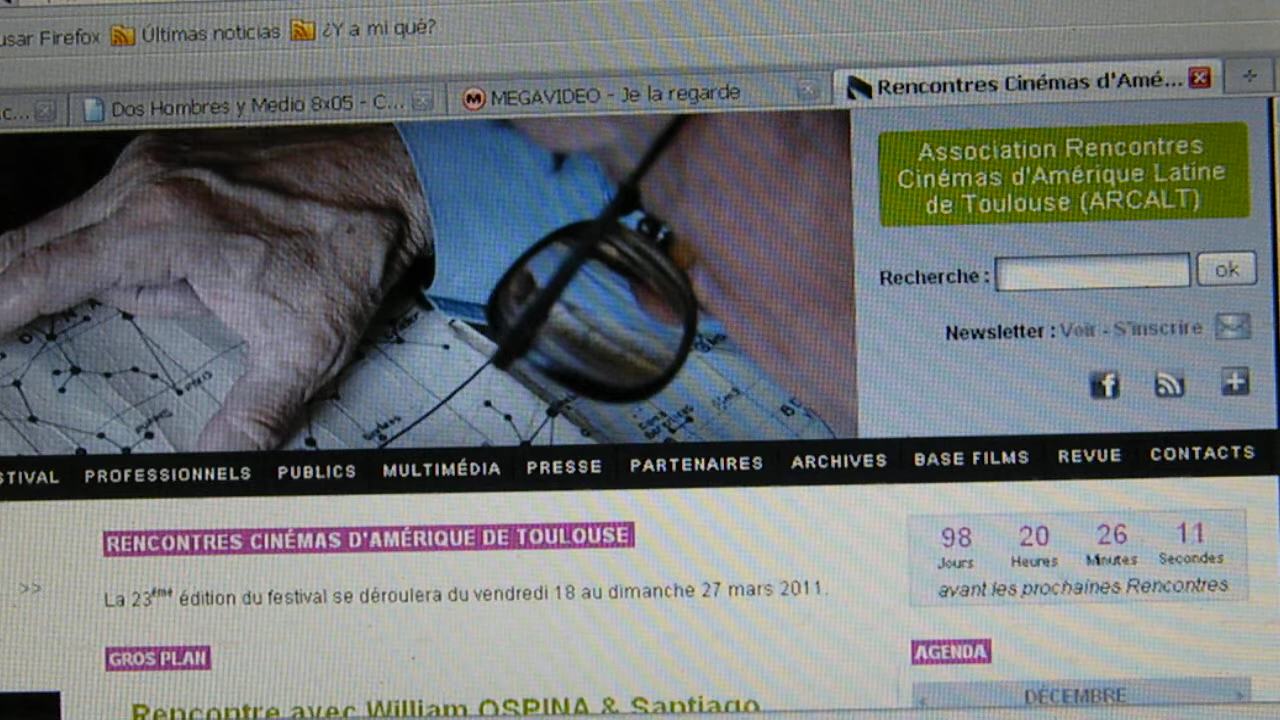 usar Firefox Últimas noticias ¿Y a mi qué?
c... Dos Hombres y Medio 8x05 - C... MEGAVIDEO - Je la regarde Rencontres Cinémas d'Amé...
Association Rencontres
Cinémas d'Amérique Latine
de Toulouse (ARCALT)
Recherche : ok
Newsletter : Voir - S'inscrire
STIVAL PROFESSIONNELS PUBLICS MULTIMÉDIA PRESSE PARTENAIRES ARCHIVES BASE FILMS REVUE CONTACTS
RENCONTRES CINÉMAS D'AMÉRIQUE DE TOULOUSE
>>
La 23ème édition du festival se déroulera du vendredi 18 au dimanche 27 mars 2011.
GROS PLAN
Rencontre avec William OSPINA & Santiago
98 20 26 11
Jours Heures Minutes Secondes
avant les prochaines Rencontres
AGENDA
< DÉCEMBRE >